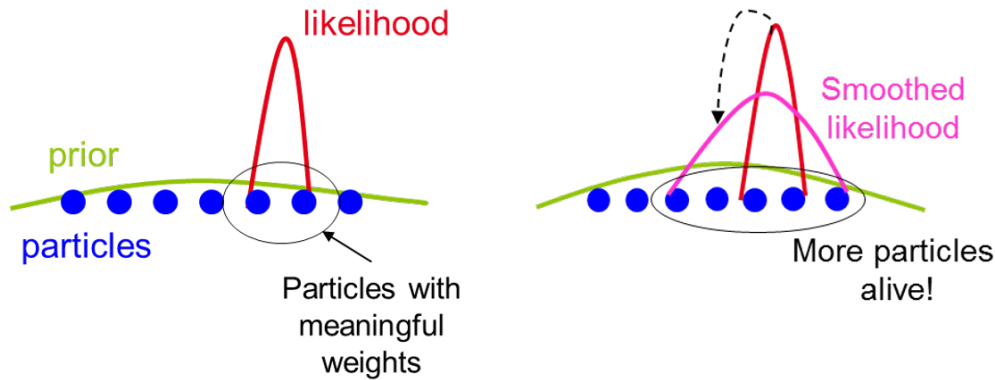 likelihood
prior
particles
Particles with
meaningful
weights
Smoothed
likelihood
More particles
alive!